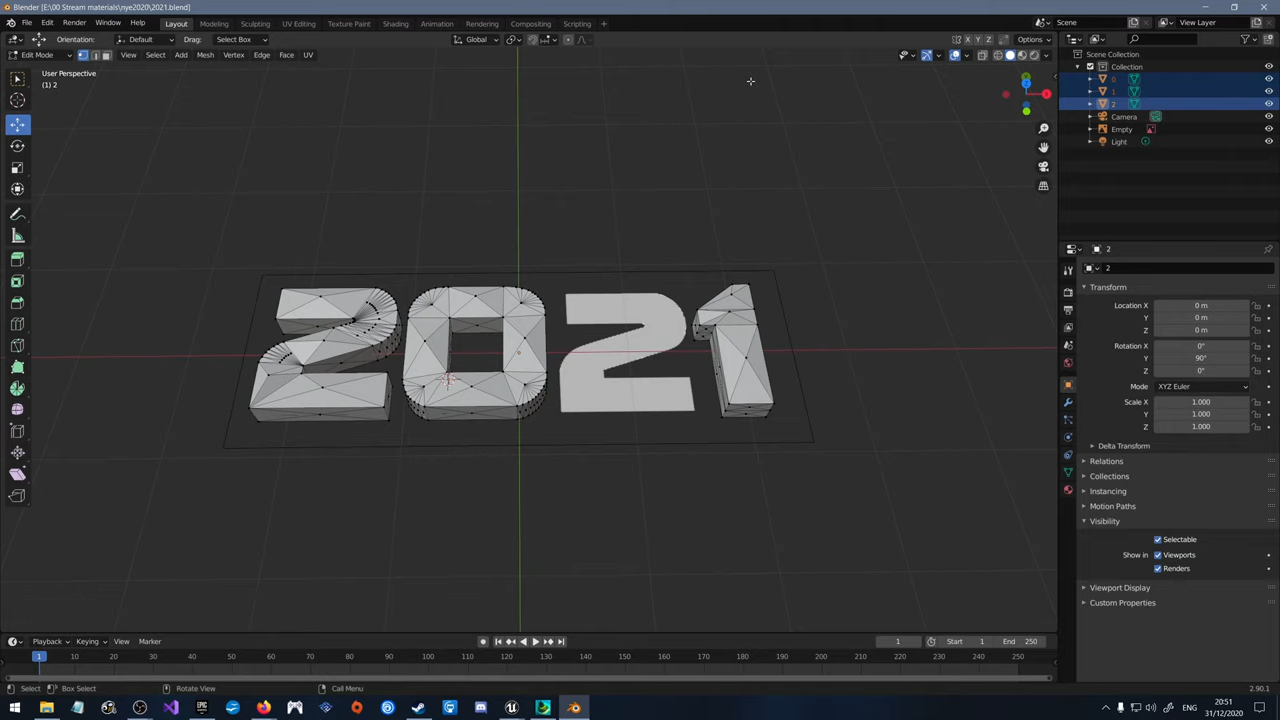 Blender [E:\00 Stream materials\nye2020\2021.blend]
File Edit Render Window Help Layout Modeling Sculpting UV Editing Texture Paint Shading Animation Rendering Compositing Scripting + Scene View Layer
Orientation: Default Drag: Select Box Global X Y Z Options
Edit Mode View Select Add Mesh Vertex Edge Face UV
User Perspective
(1) 2
Scene Collection
Collection
0
1
2
Camera
Empty
Light
X
2021
2
2
Transform
Location X 0 m
Y 0 m
Z 0 m
Rotation X 0°
Y 90°
Z 0°
Mode XYZ Euler
Scale X 1.000
Y 1.000
Z 1.000
Delta Transform
Relations
Collections
Instancing
Motion Paths
Visibility
Selectable
Show in Viewports
Renders
Viewport Display
Custom Properties
Playback Keying View Marker 1 Start 1 End 250
1 10 20 30 40 50 60 70 80 90 100 110 120 130 140 150 160 170 180 190 200 210 220 230 240 250
Select Box Select Rotate View Call Menu 2.90.1
ENG 20:51
31/12/2020